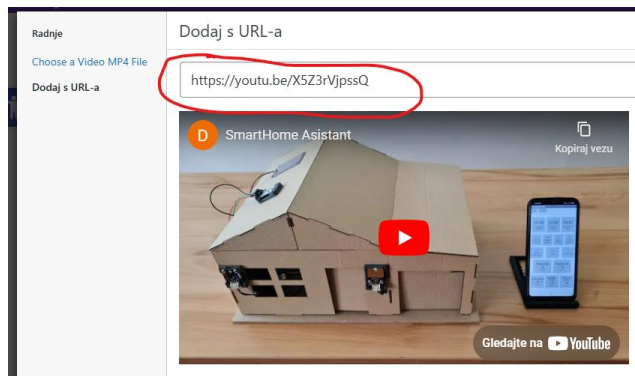 Radnje
Choose a Video MP4 File
Dodaj s URL-a
Dodaj s URL-a
https://youtu.be/X5Z3rVjpssQ
D
SmartHome Asistant
Kopiraj vezu
Gledajte na YouTube